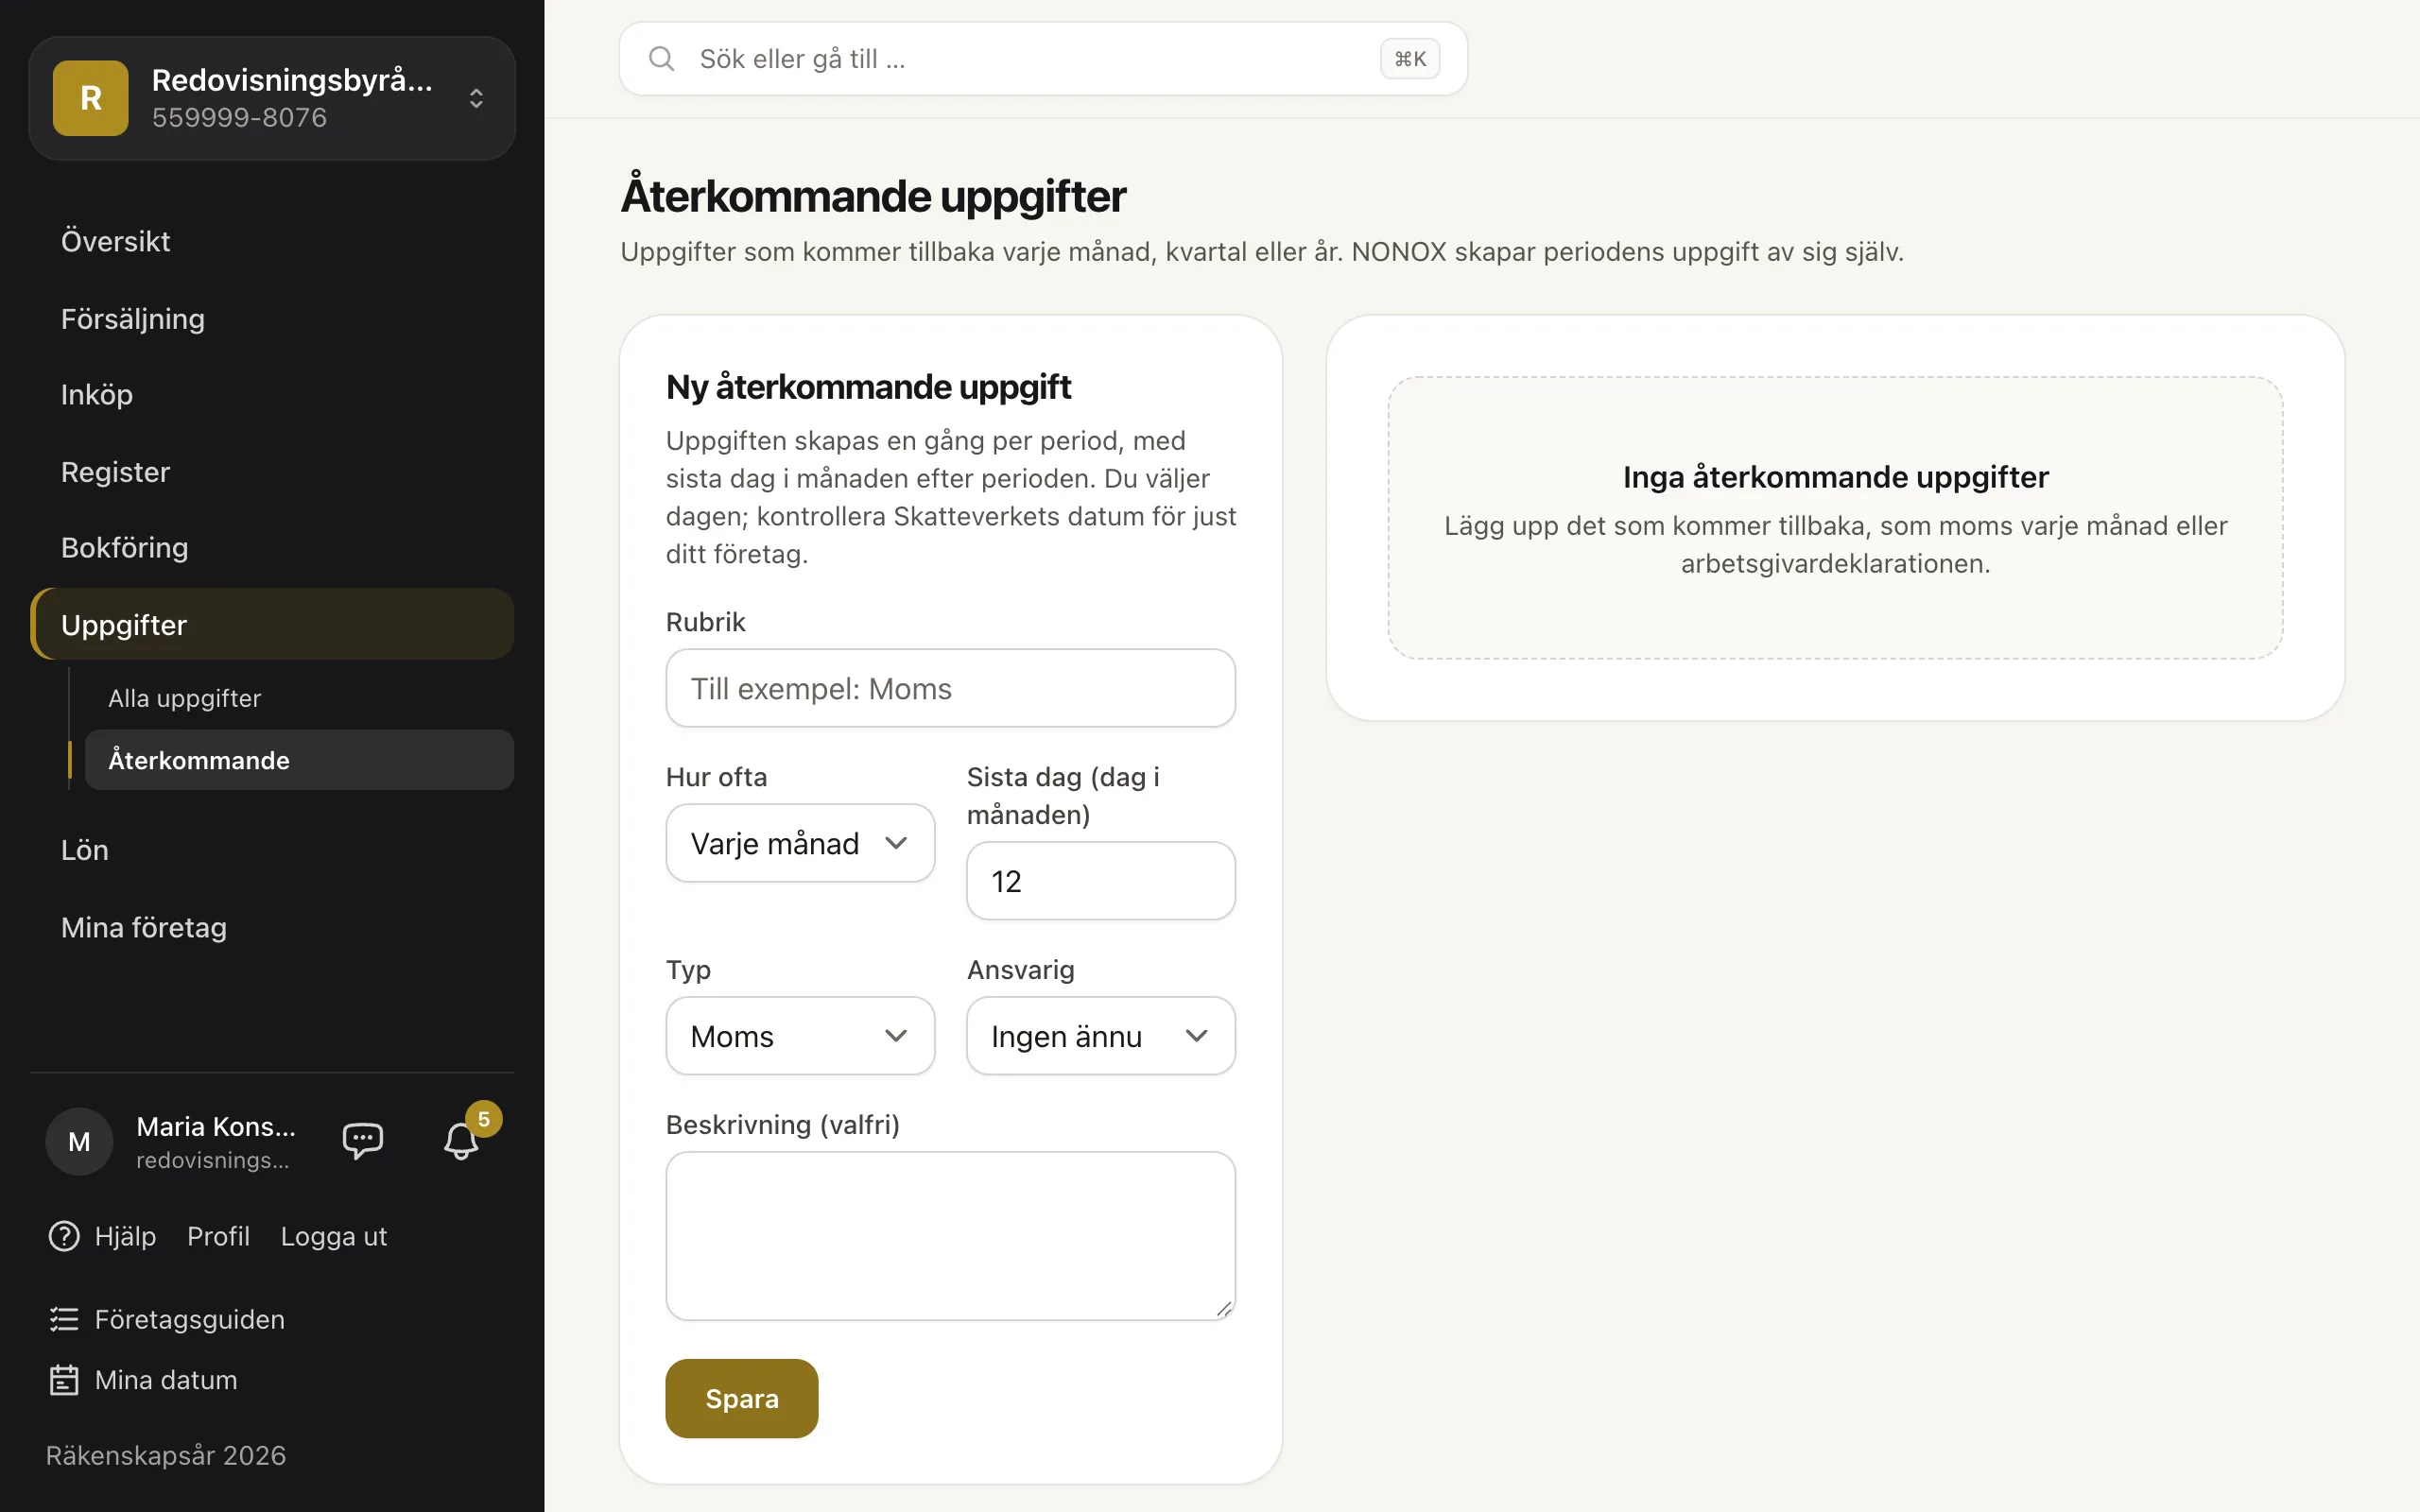 R
Redovisningsbyrå...
559999-8076
Översikt
Försäljning
Inköp
Register
Bokföring
Uppgifter
Alla uppgifter
Återkommande
Lön
Mina företag
M
Maria Kons...
redovisnings...
5
Hjälp
Profil
Logga ut
Företagsguiden
Mina datum
Räkenskapsår 2026
Sök eller gå till ...
⌘K
Återkommande uppgifter
Uppgifter som kommer tillbaka varje månad, kvartal eller år. NONOX skapar periodens uppgift av sig själv.
Ny återkommande uppgift
Uppgiften skapas en gång per period, med
sista dag i månaden efter perioden. Du väljer
dagen; kontrollera Skatteverkets datum för just
ditt företag.
Rubrik
Till exempel: Moms
Hur ofta
Varje månad
Sista dag (dag i
månaden)
12
Typ
Moms
Ansvarig
Ingen ännu
Beskrivning (valfri)
Spara
Inga återkommande uppgifter
Lägg upp det som kommer tillbaka, som moms varje månad eller
arbetsgivardeklarationen.